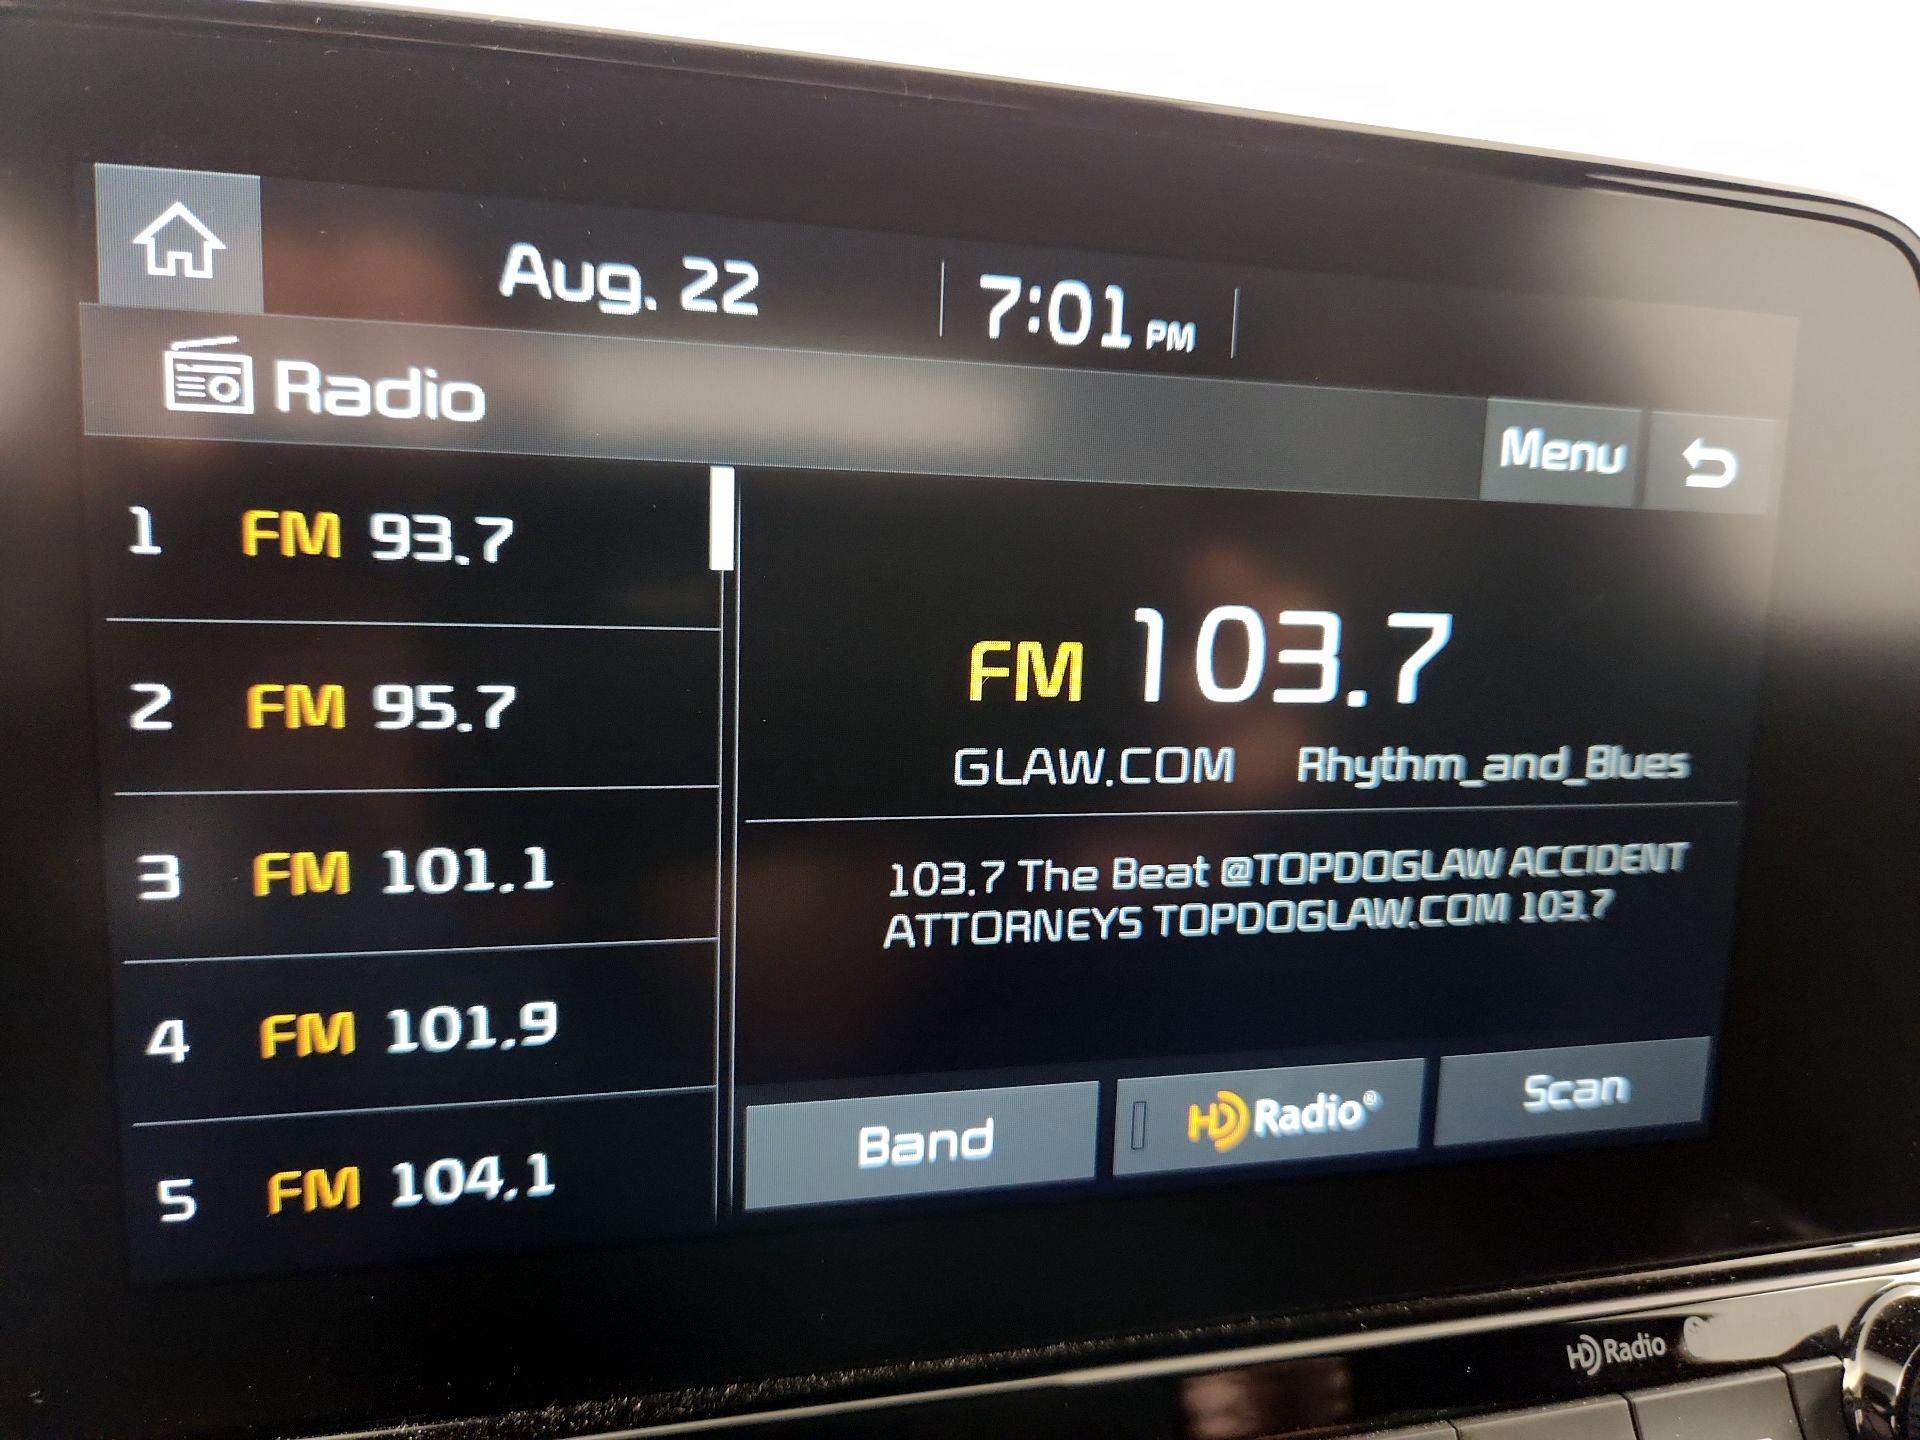 Aug. 22 7:01 PM
Radio
Menu
1 FM 93.7
2 FM 95.7
3 FM 101.1
4 FM 101.9
5 FM 104.1
FM 103.7
GLAW.COM Rhythm_and_Blues
103.7 The Beat @TOPDOGLAW ACCIDENT
ATTORNEYS TOPDOGLAW.COM 103.7
Band HD Radio® Scan
HD Radio